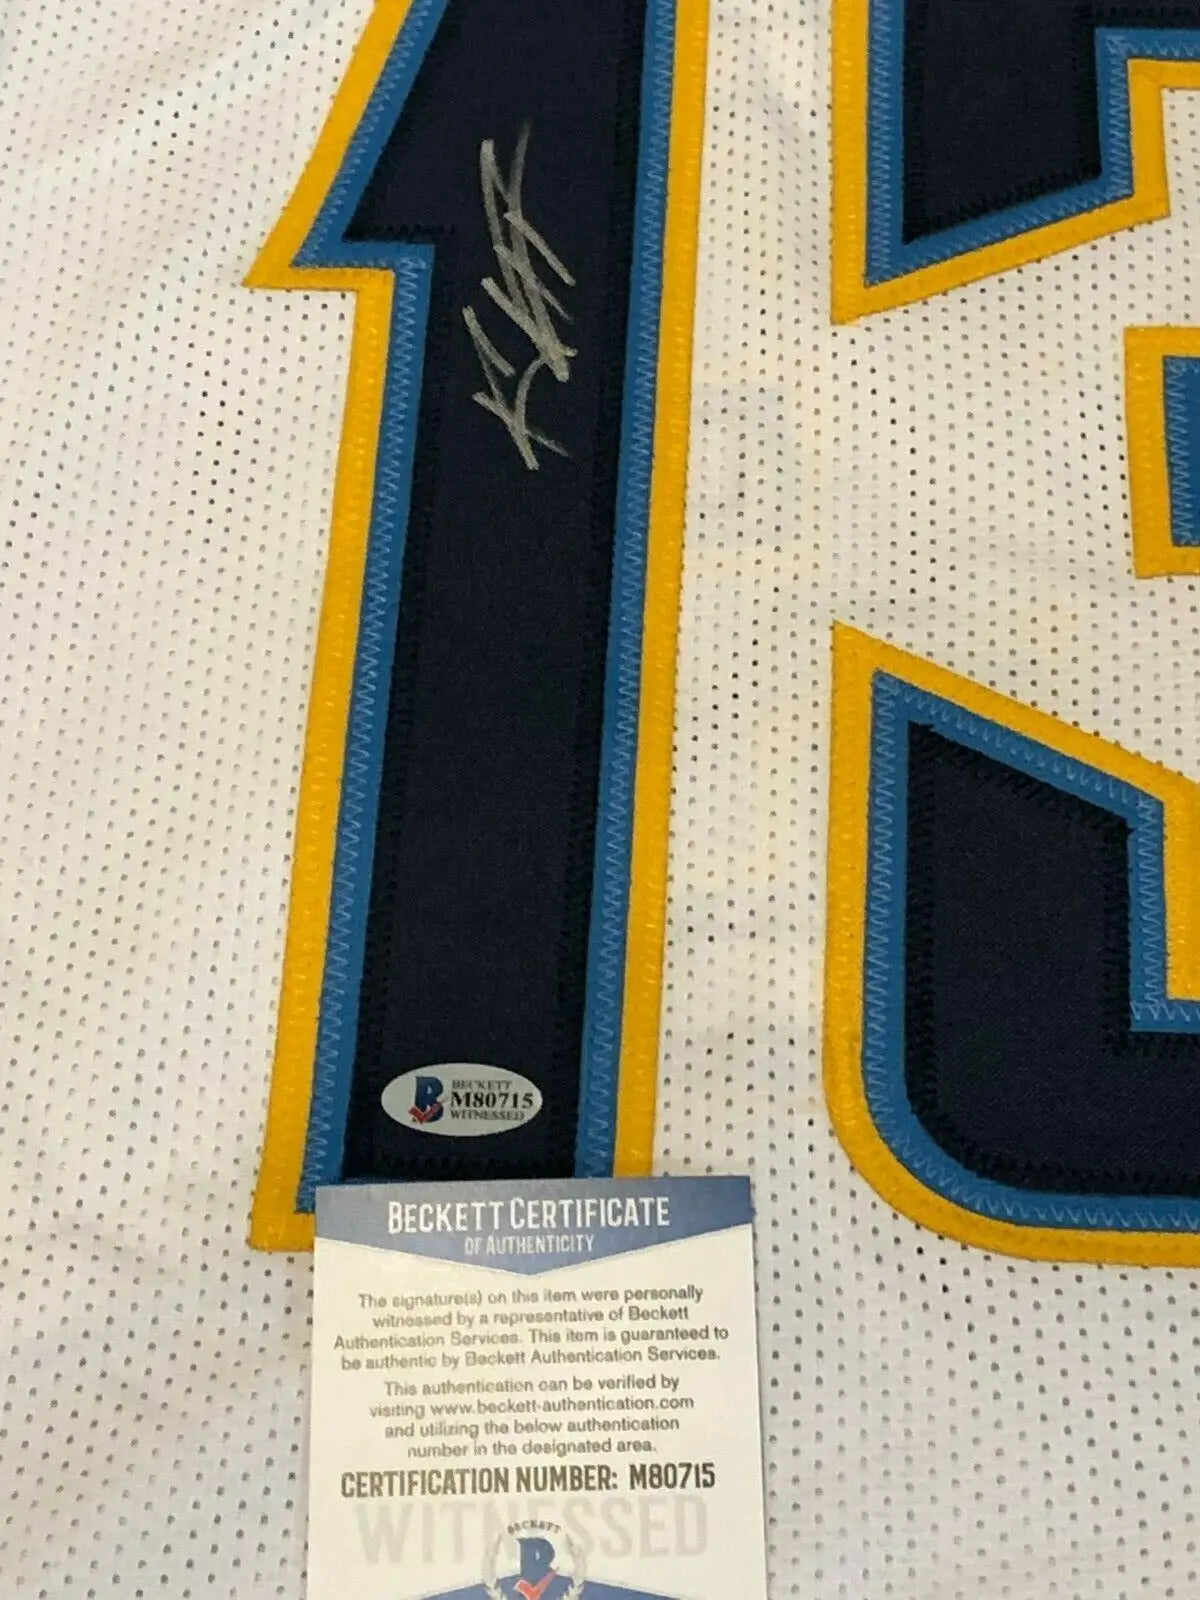 13
BECKETT
M80715
WITNESSED
BECKETT CERTIFICATE
OF AUTHENTICITY
The signature(s) on this item were personally
witnessed by a representative of Beckett
Authentication Services. This item is guaranteed to
be authentic by Beckett Authentication Services.
This authentication can be verified by
visiting www.beckett-authentication.com
and utilizing the below authentication
number in the designated area.
CERTIFICATION NUMBER: M80715
WITNESSED
BECKETT
B